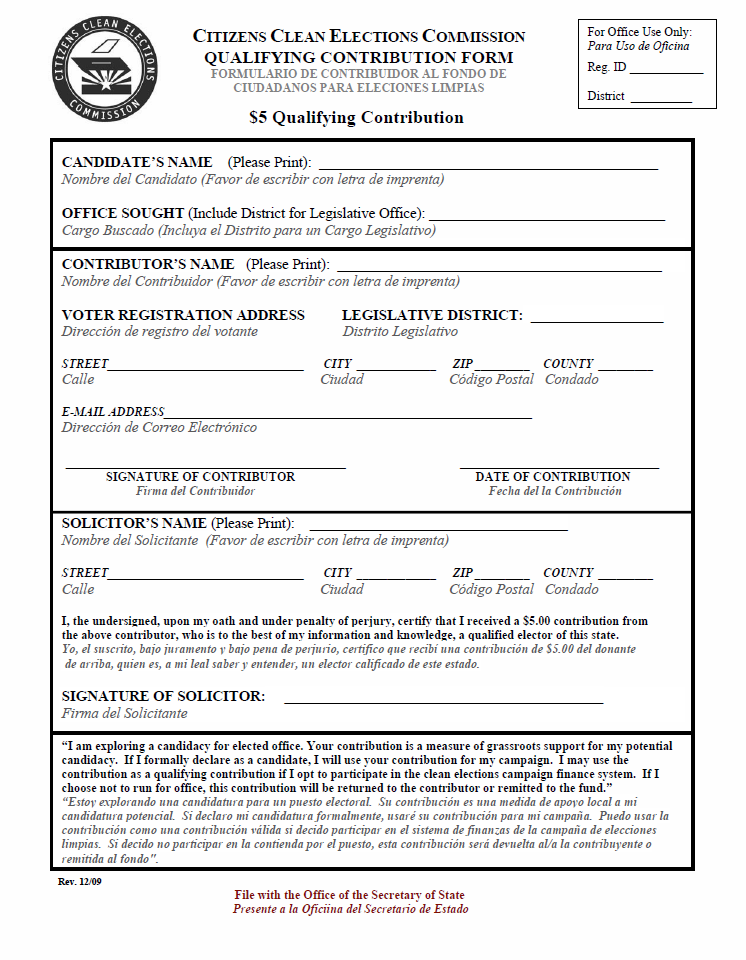 CITIZENS CLEAN ELECTIONS
COMMISSION
CITIZENS CLEAN ELECTIONS COMMISSION
QUALIFYING CONTRIBUTION FORM
FORMULARIO DE CONTRIBUIDOR AL FONDO DE
CIUDADANOS PARA ELECIONES LIMPIAS
$5 Qualifying Contribution
For Office Use Only:
Para Uso de Oficina
Reg. ID ____________
District __________
CANDIDATE'S NAME (Please Print): ______________________________
Nombre del Candidato (Favor de escribir con letra de imprenta)
OFFICE SOUGHT (Include District for Legislative Office): ______________________________
Cargo Buscado (Incluya el Distrito para un Cargo Legislativo)
CONTRIBUTOR'S NAME (Please Print): ______________________________
Nombre del Contribuidor (Favor de escribir con letra de imprenta)
VOTER REGISTRATION ADDRESS LEGISLATIVE DISTRICT: __________________
Dirección de registro del votante Distrito Legislativo
STREET__________________________ CITY ___________ ZIP ________ COUNTY ________
Calle Ciudad Código Postal Condado
E-MAIL ADDRESS______________________________
Dirección de Correo Electrónico
SIGNATURE OF CONTRIBUTOR DATE OF CONTRIBUTION
Firma del Contribuidor Fecha del la Contribución
SOLICITOR'S NAME (Please Print): ______________________________
Nombre del Solicitante (Favor de escribir con letra de imprenta)
STREET__________________________ CITY ___________ ZIP ________ COUNTY ________
Calle Ciudad Código Postal Condado
I, the undersigned, upon my oath and under penalty of perjury, certify that I received a $5.00 contribution from
the above contributor, who is to the best of my information and knowledge, a qualified elector of this state.
Yo, el suscrito, bajo juramento y bajo pena de perjurio, certifico que recibí una contribución de $5.00 del donante
de arriba, quien es, a mi leal saber y entender, un elector calificado de este estado.
SIGNATURE OF SOLICITOR: ______________________________
Firma del Solicitante
“I am exploring a candidacy for elected office. Your contribution is a measure of grassroots support for my potential
candidacy. If I formally declare as a candidate, I will use your contribution for my campaign. I may use the
contribution as a qualifying contribution if I opt to participate in the clean elections campaign finance system. If I
choose not to run for office, this contribution will be returned to the contributor or remitted to the fund.”
“Estoy explorando una candidatura para un puesto electoral. Su contribución es una medida de apoyo local a mi
candidatura potencial. Si declaro mi candidatura formalmente, usaré su contribución para mi campaña. Puedo usar la
contribución como una contribución válida si decido participar en el sistema de finanzas de la campaña de elecciones
limpias. Si decido no participar en la contienda por el puesto, esta contribución será devuelta al/a la contribuyente o
remitida al fondo".
Rev. 12/09
File with the Office of the Secretary of State
Presente a la Oficiina del Secretario de Estado